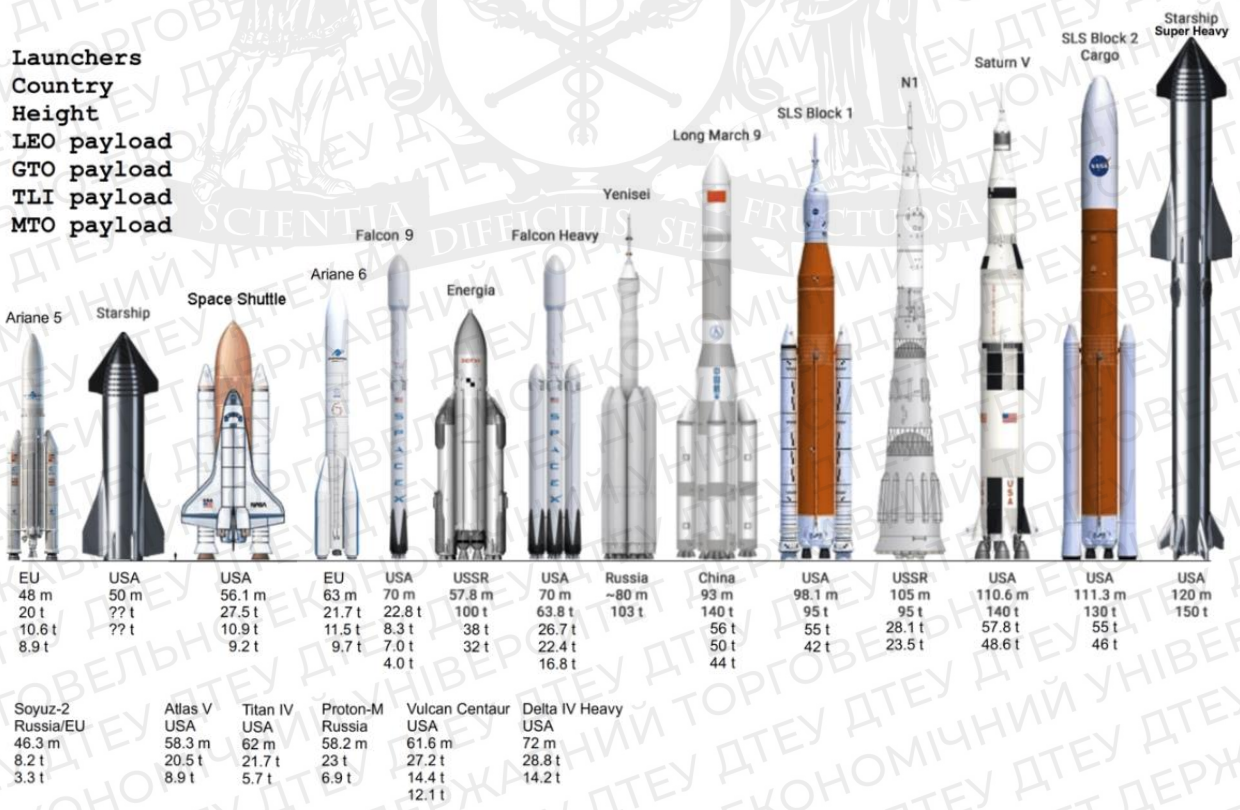 Launchers
Country
Height
LEO payload
GTO payload
TLI payload
MTO payload
Ariane 5
Starship
Space Shuttle
Ariane 6
Falcon 9
Energia
Falcon Heavy
Yenisei
Long March 9
SLS Block 1
N1
Saturn V
SLS Block 2
Cargo
Starship
Super Heavy
SCIENTIA DIFFICILIS SE FRUCTUOSA
SPACEX
SPACEX
NASA
USA
EU
48 m
20 t
10.6 t
8.9 t
USA
50 m
?? t
?? t
USA
56.1 m
27.5 t
10.9 t
9.2 t
EU
63 m
21.7 t
11.5 t
9.7 t
USA
70 m
22.8 t
8.3 t
7.0 t
4.0 t
USSR
57.8 m
100 t
38 t
32 t
USA
70 m
63.8 t
26.7 t
22.4 t
16.8 t
Russia
~80 m
103 t
China
93 m
140 t
56 t
50 t
44 t
USA
98.1 m
95 t
55 t
42 t
USSR
105 m
95 t
28.1 t
23.5 t
USA
110.6 m
140 t
57.8 t
48.6 t
USA
111.3 m
130 t
55 t
46 t
USA
120 m
150 t
Soyuz-2
Russia/EU
46.3 m
8.2 t
3.3 t
Atlas V
USA
58.3 m
20.5 t
8.9 t
Titan IV
USA
62 m
21.7 t
5.7 t
Proton-M
Russia
58.2 m
23 t
6.9 t
Vulcan Centaur
USA
61.6 m
27.2 t
14.4 t
12.1 t
Delta IV Heavy
USA
72 m
28.8 t
14.2 t